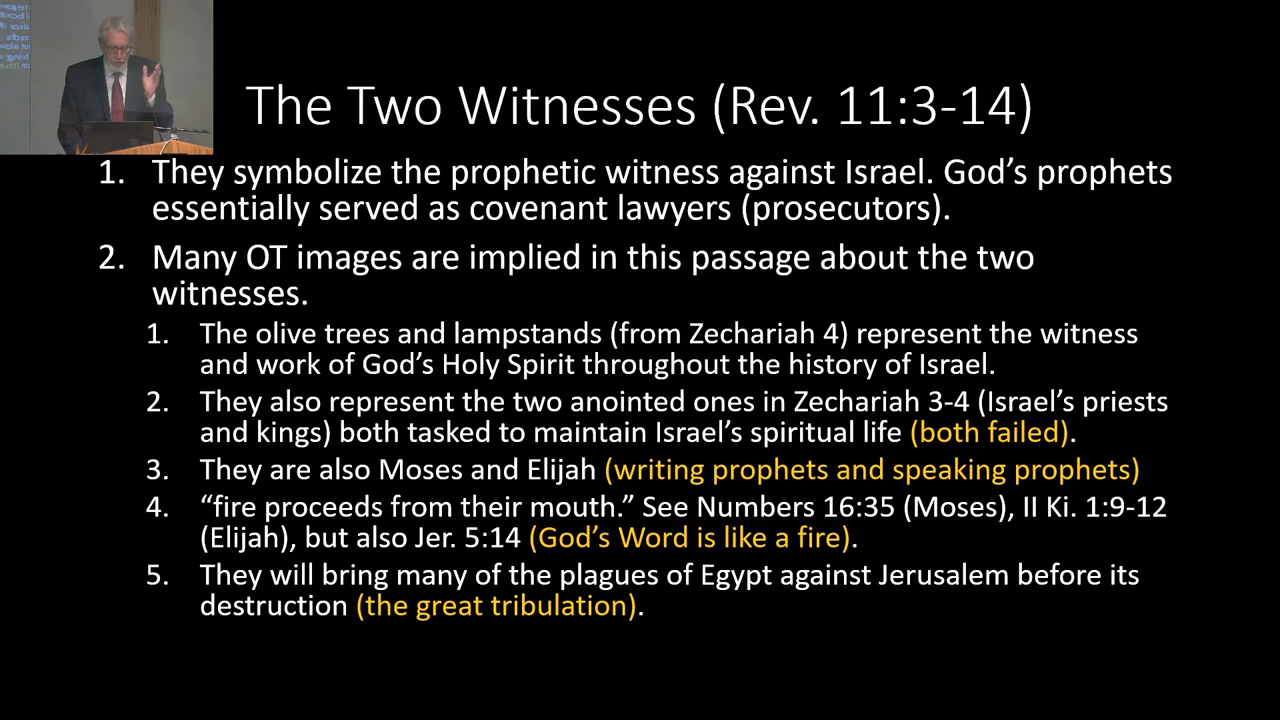 The Two Witnesses (Rev. 11:3-14)
1. They symbolize the prophetic witness against Israel. God’s prophets
essentially served as covenant lawyers (prosecutors).
2. Many OT images are implied in this passage about the two
witnesses.
1. The olive trees and lampstands (from Zechariah 4) represent the witness
and work of God’s Holy Spirit throughout the history of Israel.
2. They also represent the two anointed ones in Zechariah 3-4 (Israel’s priests
and kings) both tasked to maintain Israel’s spiritual life (both failed).
3. They are also Moses and Elijah (writing prophets and speaking prophets)
4. “fire proceeds from their mouth.” See Numbers 16:35 (Moses), II Ki. 1:9-12
(Elijah), but also Jer. 5:14 (God’s Word is like a fire).
5. They will bring many of the plagues of Egypt against Jerusalem before its
destruction (the great tribulation).